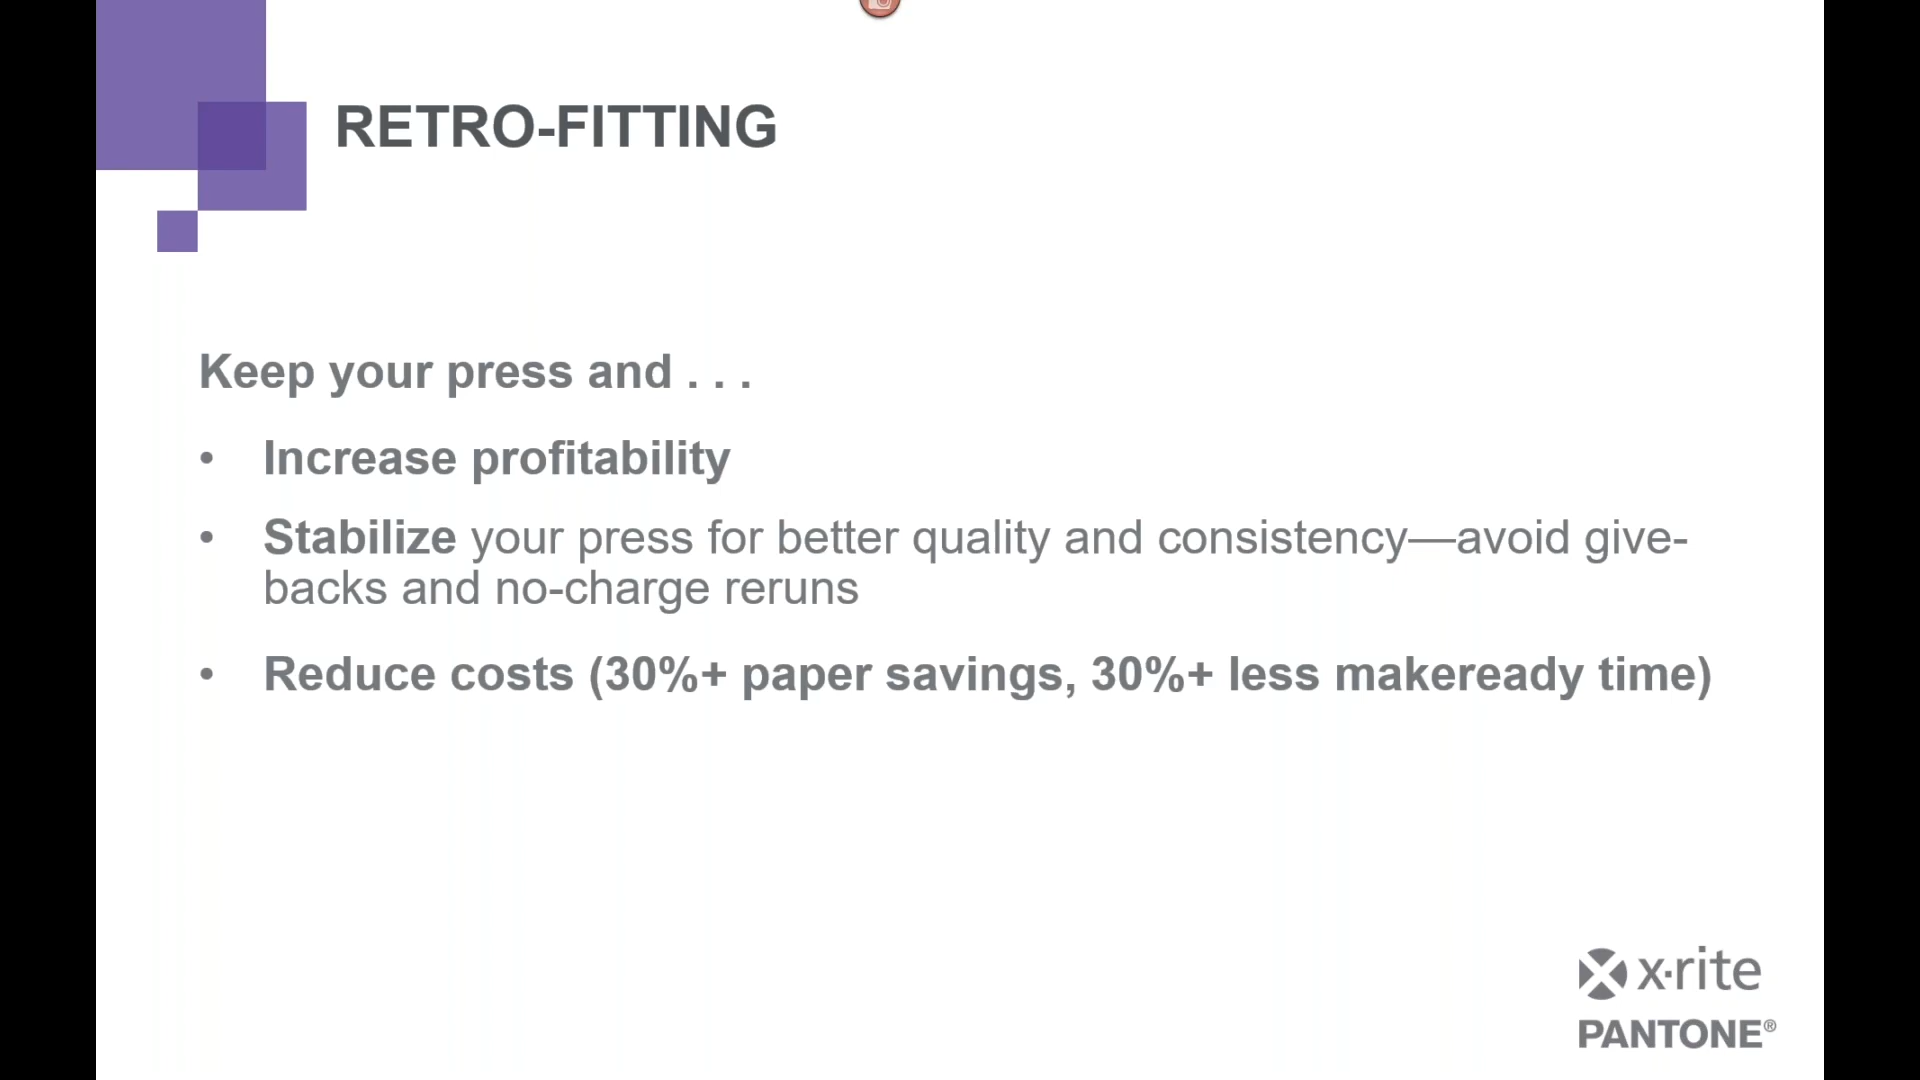 RETRO-FITTING
Keep your press and . . .
• Increase profitability
• Stabilize your press for better quality and consistency—avoid give-
backs and no-charge reruns
• Reduce costs (30%+ paper savings, 30%+ less makeready time)
x·rite
PANTONE®